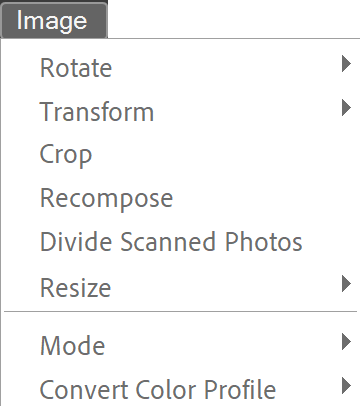 Image
Rotate
Transform
Crop
Recompose
Divide Scanned Photos
Resize
Mode
Convert Color Profile